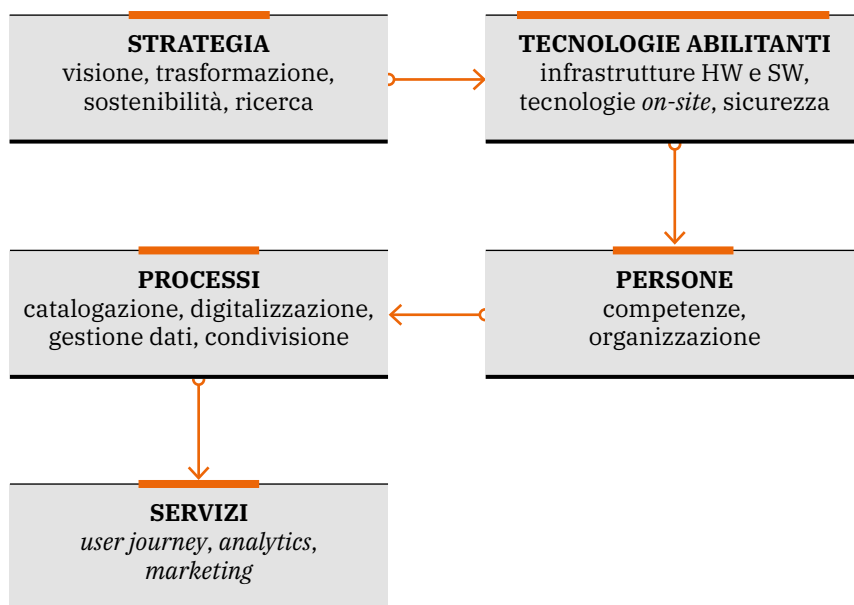 STRATEGIA
visione, trasformazione,
sostenibilità, ricerca
TECNOLOGIE ABILITANTI
infrastrutture HW e SW,
tecnologie on-site, sicurezza
PERSONE
competenze,
organizzazione
PROCESSI
catalogazione, digitalizzazione,
gestione dati, condivisione
SERVIZI
user journey, analytics,
marketing